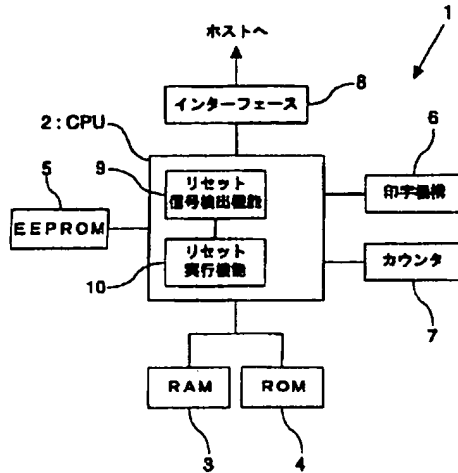 ホストへ
1
8
インターフェース
2:CPU
6
9
リセット
信号検出機能
5
印字機構
EEPROM
リセット
実行機能
カウンタ
10
7
RAM
ROM
3
4